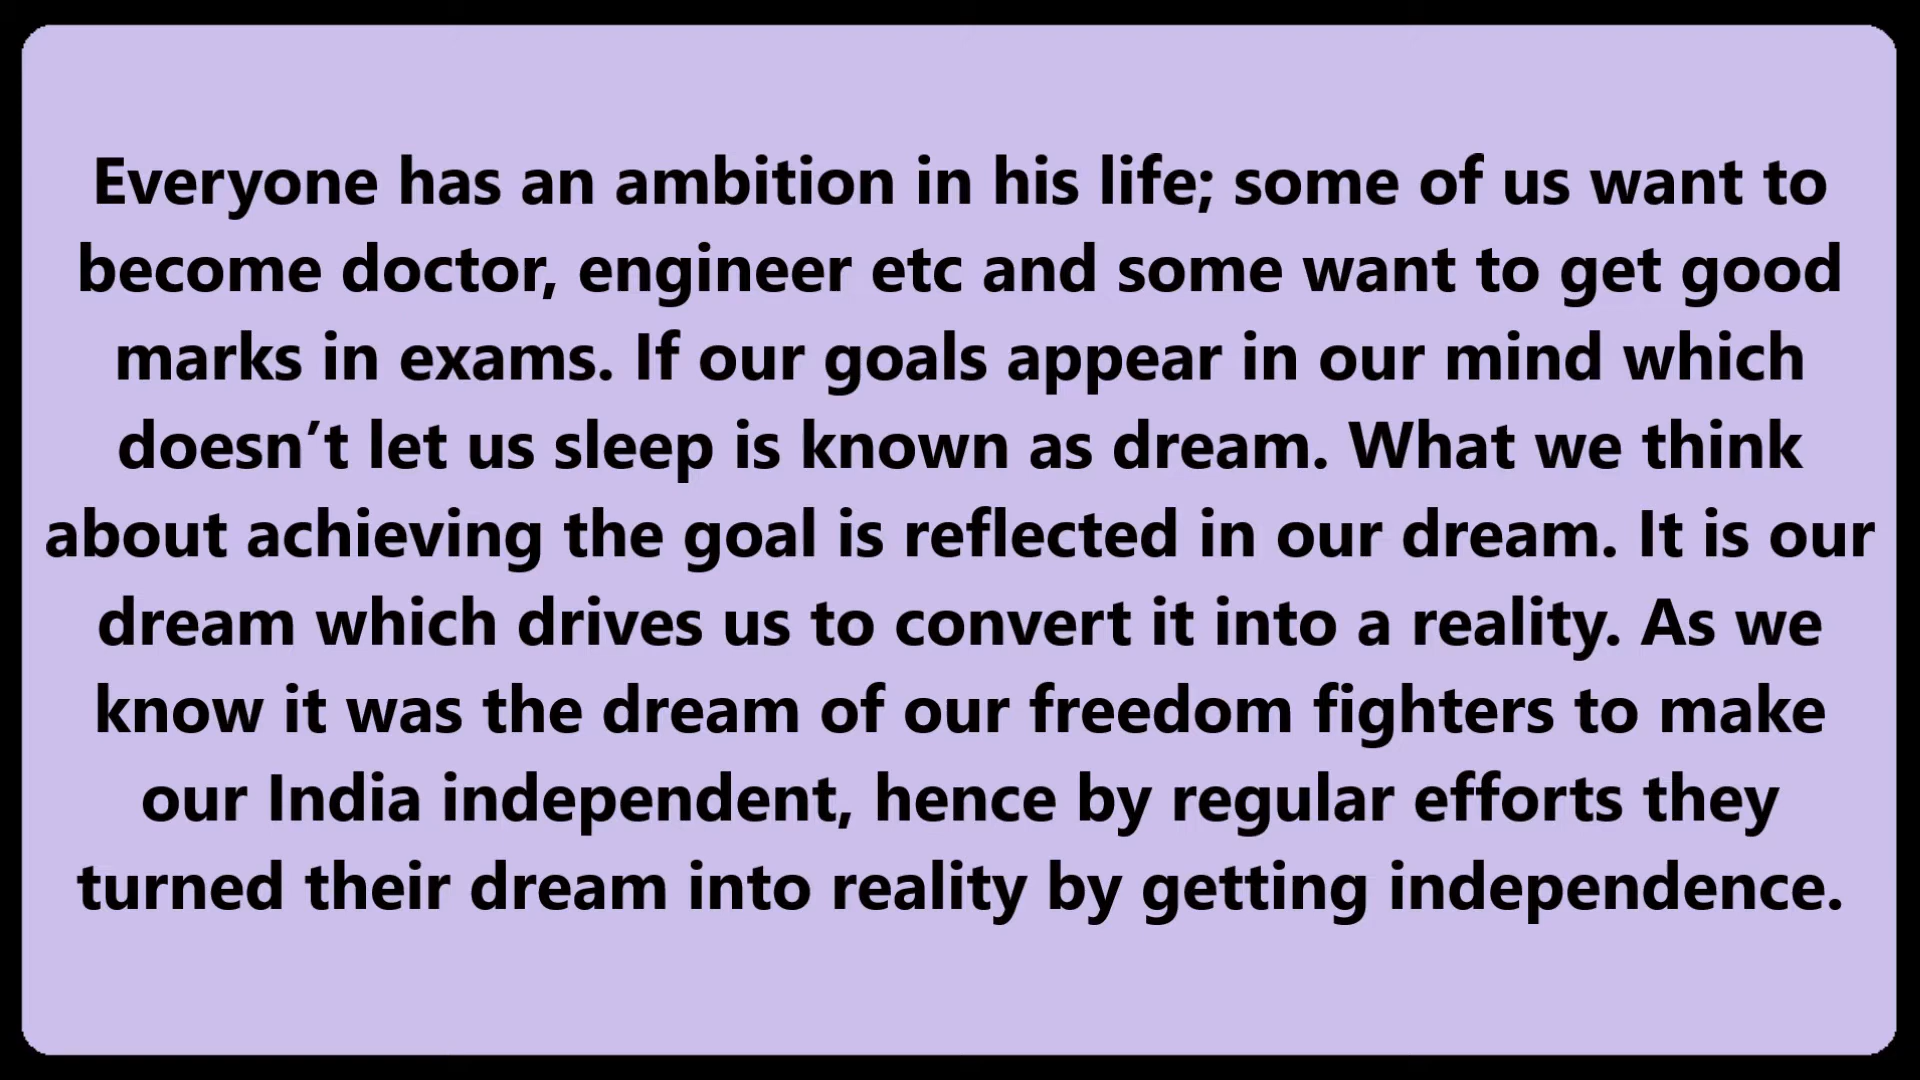 Everyone has an ambition in his life; some of us want to
become doctor, engineer etc and some want to get good
marks in exams. If our goals appear in our mind which
doesn’t let us sleep is known as dream. What we think
about achieving the goal is reflected in our dream. It is our
dream which drives us to convert it into a reality. As we
know it was the dream of our freedom fighters to make
our India independent, hence by regular efforts they
turned their dream into reality by getting independence.